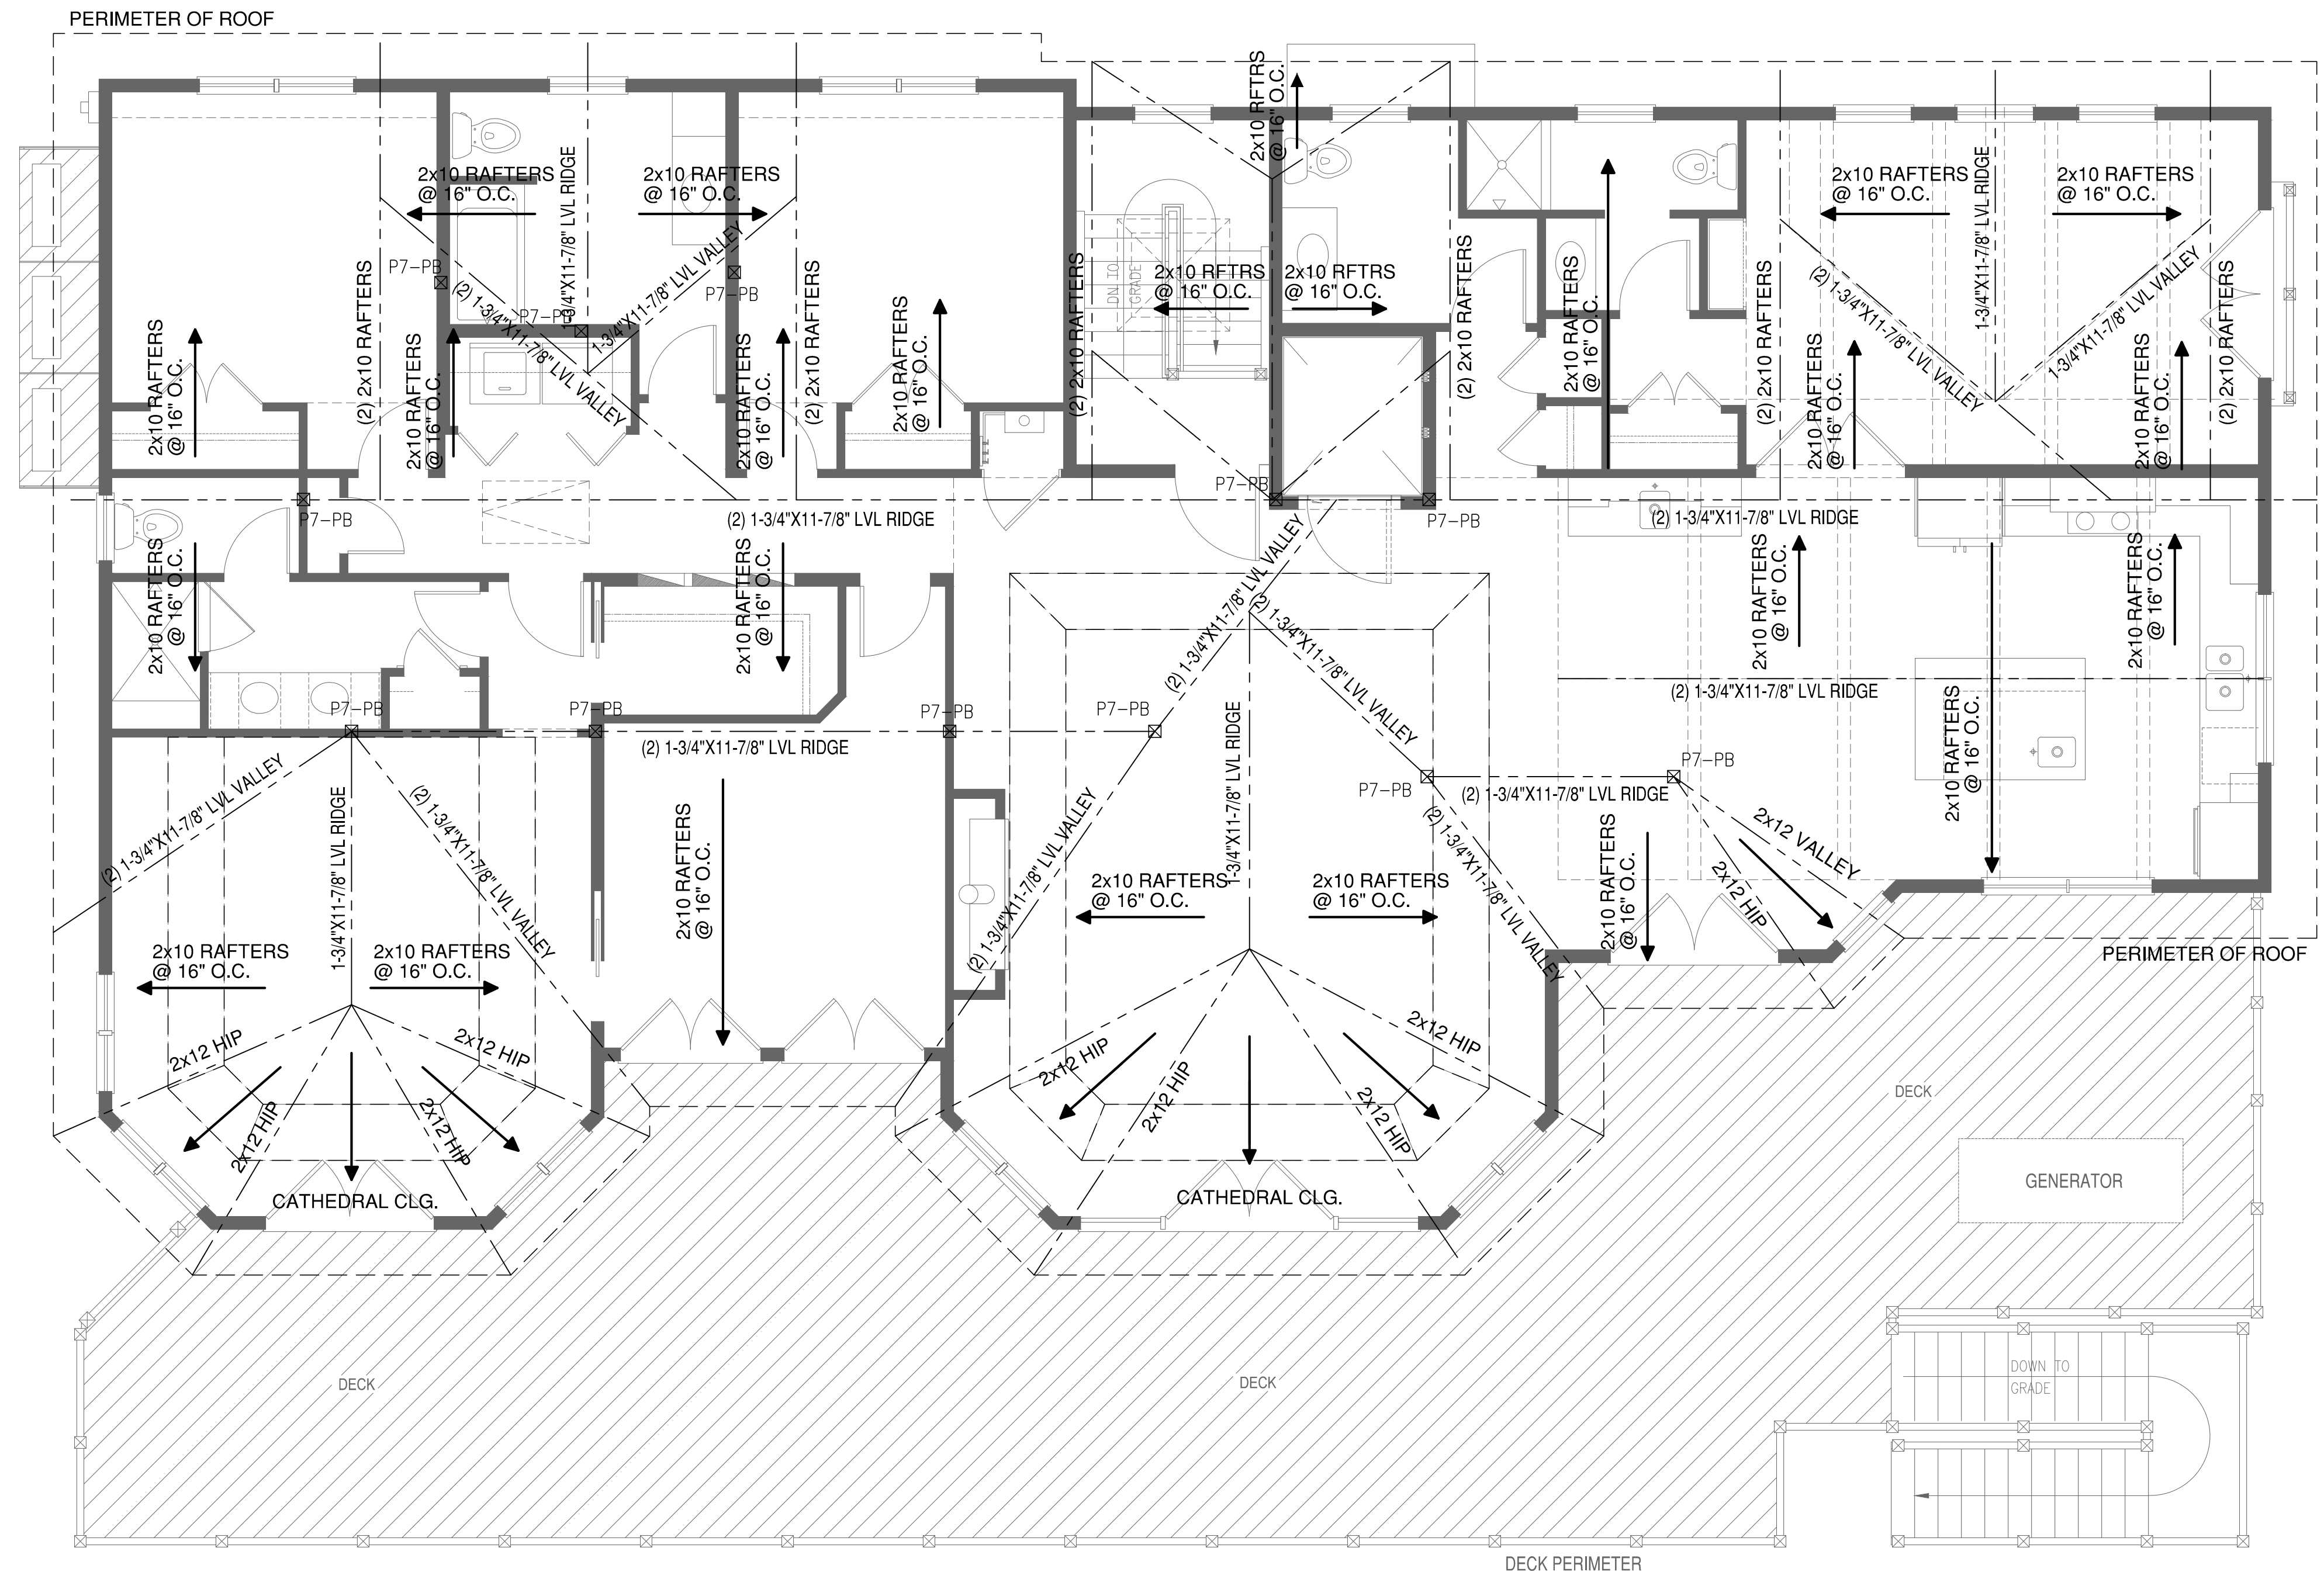 PERIMETER OF ROOF
2x10 RFTRS
@ 16" O.C.
2x10 RAFTERS
@ 16" O.C.
1-3/4"X11-7/8" LVL RIDGE
2x10 RAFTERS
@ 16" O.C.
2x10 RAFTERS
@ 16" O.C.
1-3/4"X11-7/8" LVL RIDGE
2x10 RAFTERS
@ 16" O.C.
P7-PB
(2) 1-3/4"X11-7/8" LVL VALLEY
1-3/4"X11-7/8" LVL VALLEY
P7-PB
P7-PB
DN TO
GRADE
2x10 RFTRS
@ 16" O.C.
2x10 RFTRS
@ 16" O.C.
(2) 1-3/4"X11-7/8" LVL VALLEY
1-3/4"X11-7/8" LVL VALLEY
2x10 RAFTERS
@ 16" O.C.
(2) 2x10 RAFTERS
2x10 RAFTERS
@ 16" O.C.
2x10 RAFTERS
@ 16" O.C.
(2) 2x10 RAFTERS
2x10 RAFTERS
@ 16" O.C.
(2) 2x10 RAFTERS
(2) 2x10 RAFTERS
2x10 RAFTERS
@ 16" O.C.
(2) 2x10 RAFTERS
2x10 RAFTERS
@ 16" O.C.
2x10 RAFTERS
@ 16" O.C.
(2) 2x10 RAFTERS
P7-PB
P7-PB
P7-PB
(2) 1-3/4"X11-7/8" LVL RIDGE
(2) 1-3/4"X11-7/8" LVL RIDGE
2x10 RAFTERS
@ 16" O.C.
2x10 RAFTERS
@ 16" O.C.
(2) 1-3/4"X11-7/8" LVL VALLEY
(2) 1-3/4"X11-7/8" LVL VALLEY
2x10 RAFTERS
@ 16" O.C.
2x10 RAFTERS
@ 16" O.C.
(2) 1-3/4"X11-7/8" LVL RIDGE
P7-PB
P7-PB
P7-PB
P7-PB
(2) 1-3/4"X11-7/8" LVL RIDGE
P7-PB
P7-PB
(2) 1-3/4"X11-7/8" LVL RIDGE
(2) 1-3/4"X11-7/8" LVL VALLEY
1-3/4"X11-7/8" LVL RIDGE
(2) 1-3/4"X11-7/8" LVL VALLEY
2x10 RAFTERS
@ 16" O.C.
(2) 1-3/4"X11-7/8" LVL VALLEY
1-3/4"X11-7/8" LVL RIDGE
(2) 1-3/4"X11-7/8" LVL VALLEY
2x10 RAFTERS
@ 16" O.C.
2x12 HIP
2x12 VALLEY
2x10 RAFTERS
@ 16" O.C.
2x10 RAFTERS
@ 16" O.C.
2x10 RAFTERS
@ 16" O.C.
2x10 RAFTERS
@ 16" O.C.
2x10 RAFTERS
@ 16" O.C.
PERIMETER OF ROOF
2x12 HIP
2x12 HIP
2x12 HIP
2x12 HIP
2x12 HIP
2x12 HIP
2x12 HIP
2x12 HIP
DECK
GENERATOR
CATHEDRAL CLG.
CATHEDRAL CLG.
DECK
DECK
DOWN TO
GRADE
DECK PERIMETER